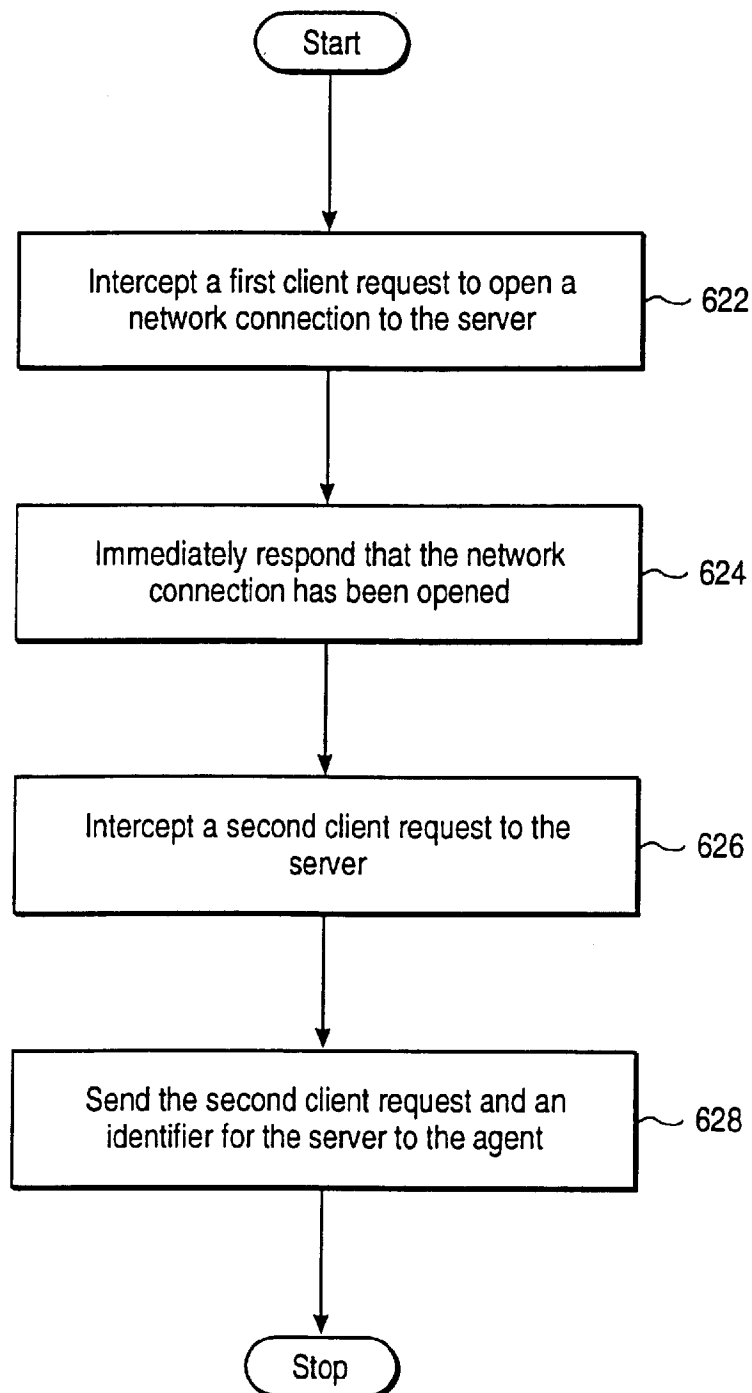 Start
Intercept a first client request to open a
network connection to the server
622
Immediately respond that the network
connection has been opened
624
Intercept a second client request to the
server
626
Send the second client request and an
identifier for the server to the agent
628
Stop